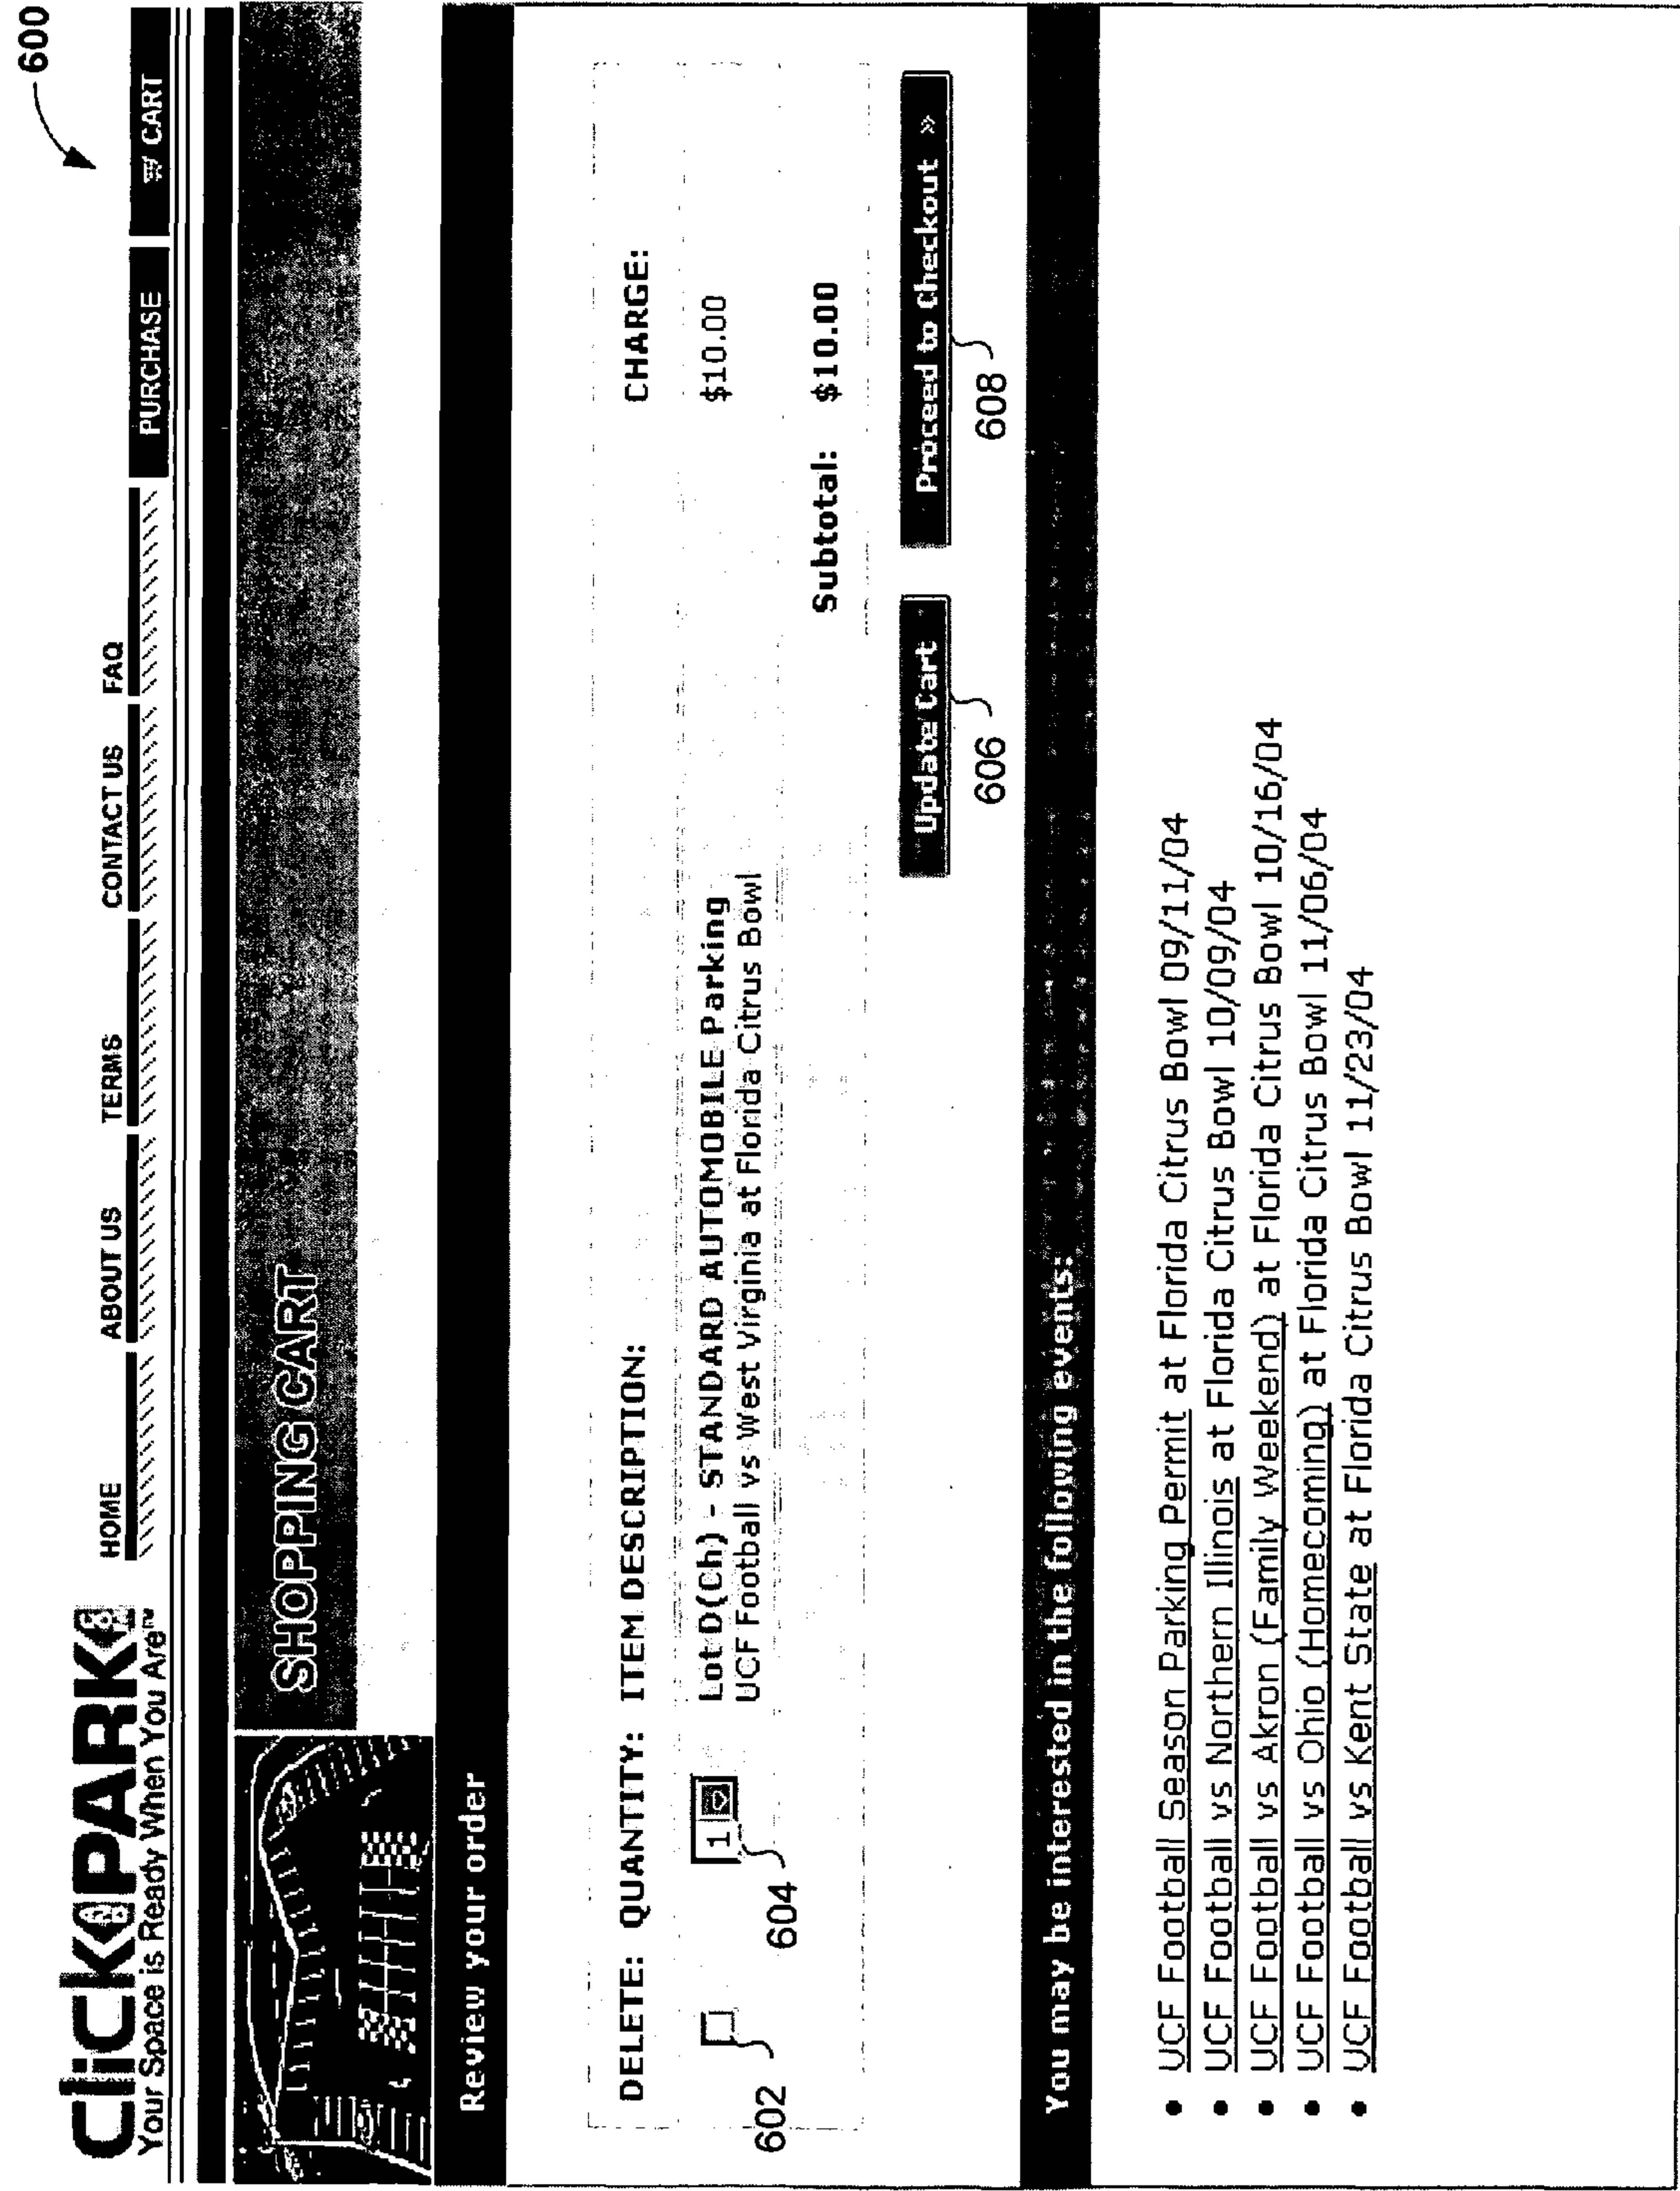 600
Click PARK®
Your Space is Ready When You Are™
HOME ABOUT US TERMS CONTACT US FAQ PURCHASE CART
SHOPPING CART
Review your order
DELETE: QUANTITY: ITEM DESCRIPTION: CHARGE:
1 Lot D(Ch) - STANDARD AUTOMOBILE Parking $10.00
UCF Football vs West Virginia at Florida Citrus Bowl
602 604
Subtotal: $10.00
Update Cart Proceed to Checkout »
606 608
You may be interested in the following events:
• UCF Football Season Parking Permit at Florida Citrus Bowl 09/11/04
• UCF Football vs Northern Illinois at Florida Citrus Bowl 10/09/04
• UCF Football vs Akron (Family Weekend) at Florida Citrus Bowl 10/16/04
• UCF Football vs Ohio (Homecoming) at Florida Citrus Bowl 11/06/04
• UCF Football vs Kent State at Florida Citrus Bowl 11/23/04